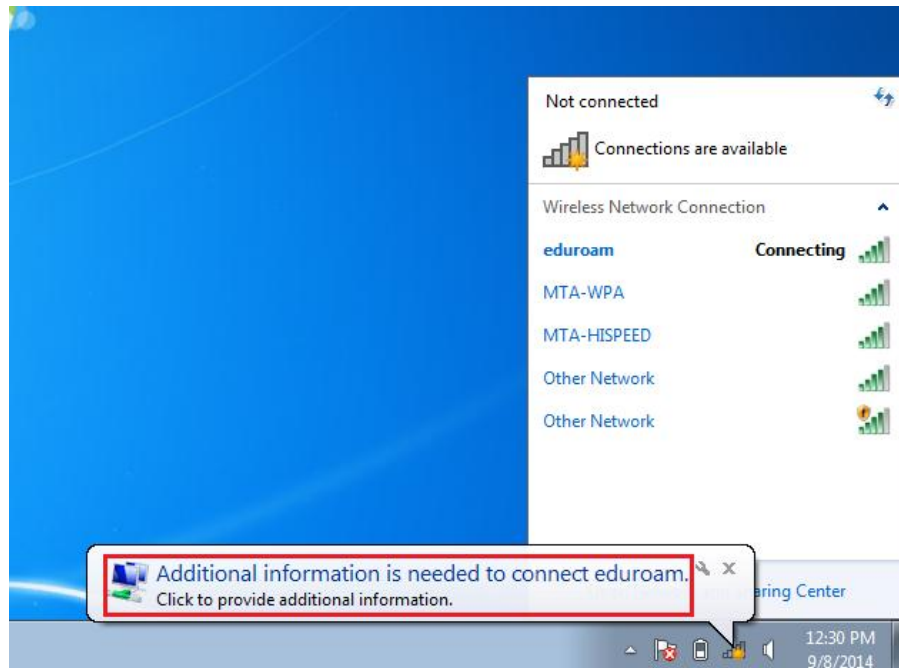 Not connected
Connections are available
Wireless Network Connection
eduroam Connecting
MTA-WPA
MTA-HISPEED
Other Network
Other Network
Additional information is needed to connect eduroam.
Click to provide additional information.
Center
12:30 PM
9/8/2014